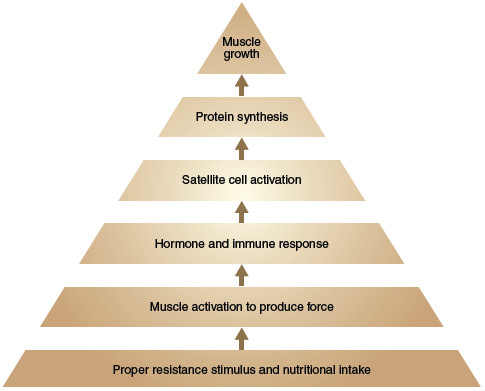 Muscle
growth
Protein synthesis
Satellite cell activation
Hormone and immune response
Muscle activation to produce force
Proper resistance stimulus and nutritional intake